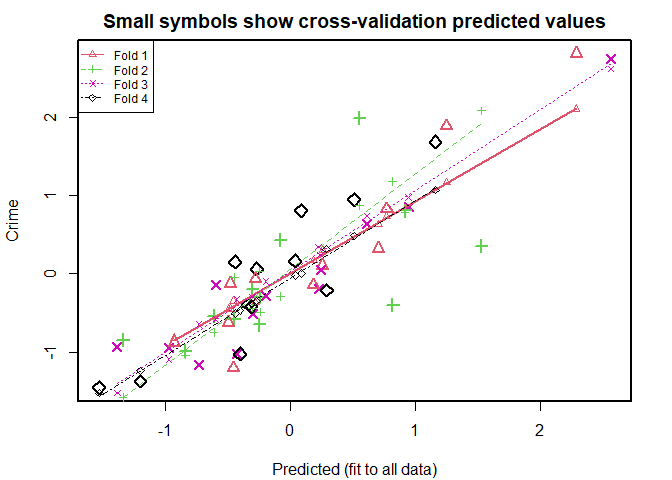 Small symbols show cross-validation predicted values
Fold 1
Fold 2
Fold 3
Fold 4
Crime
2
1
0
-1
-1
0
1
2
Predicted (fit to all data)